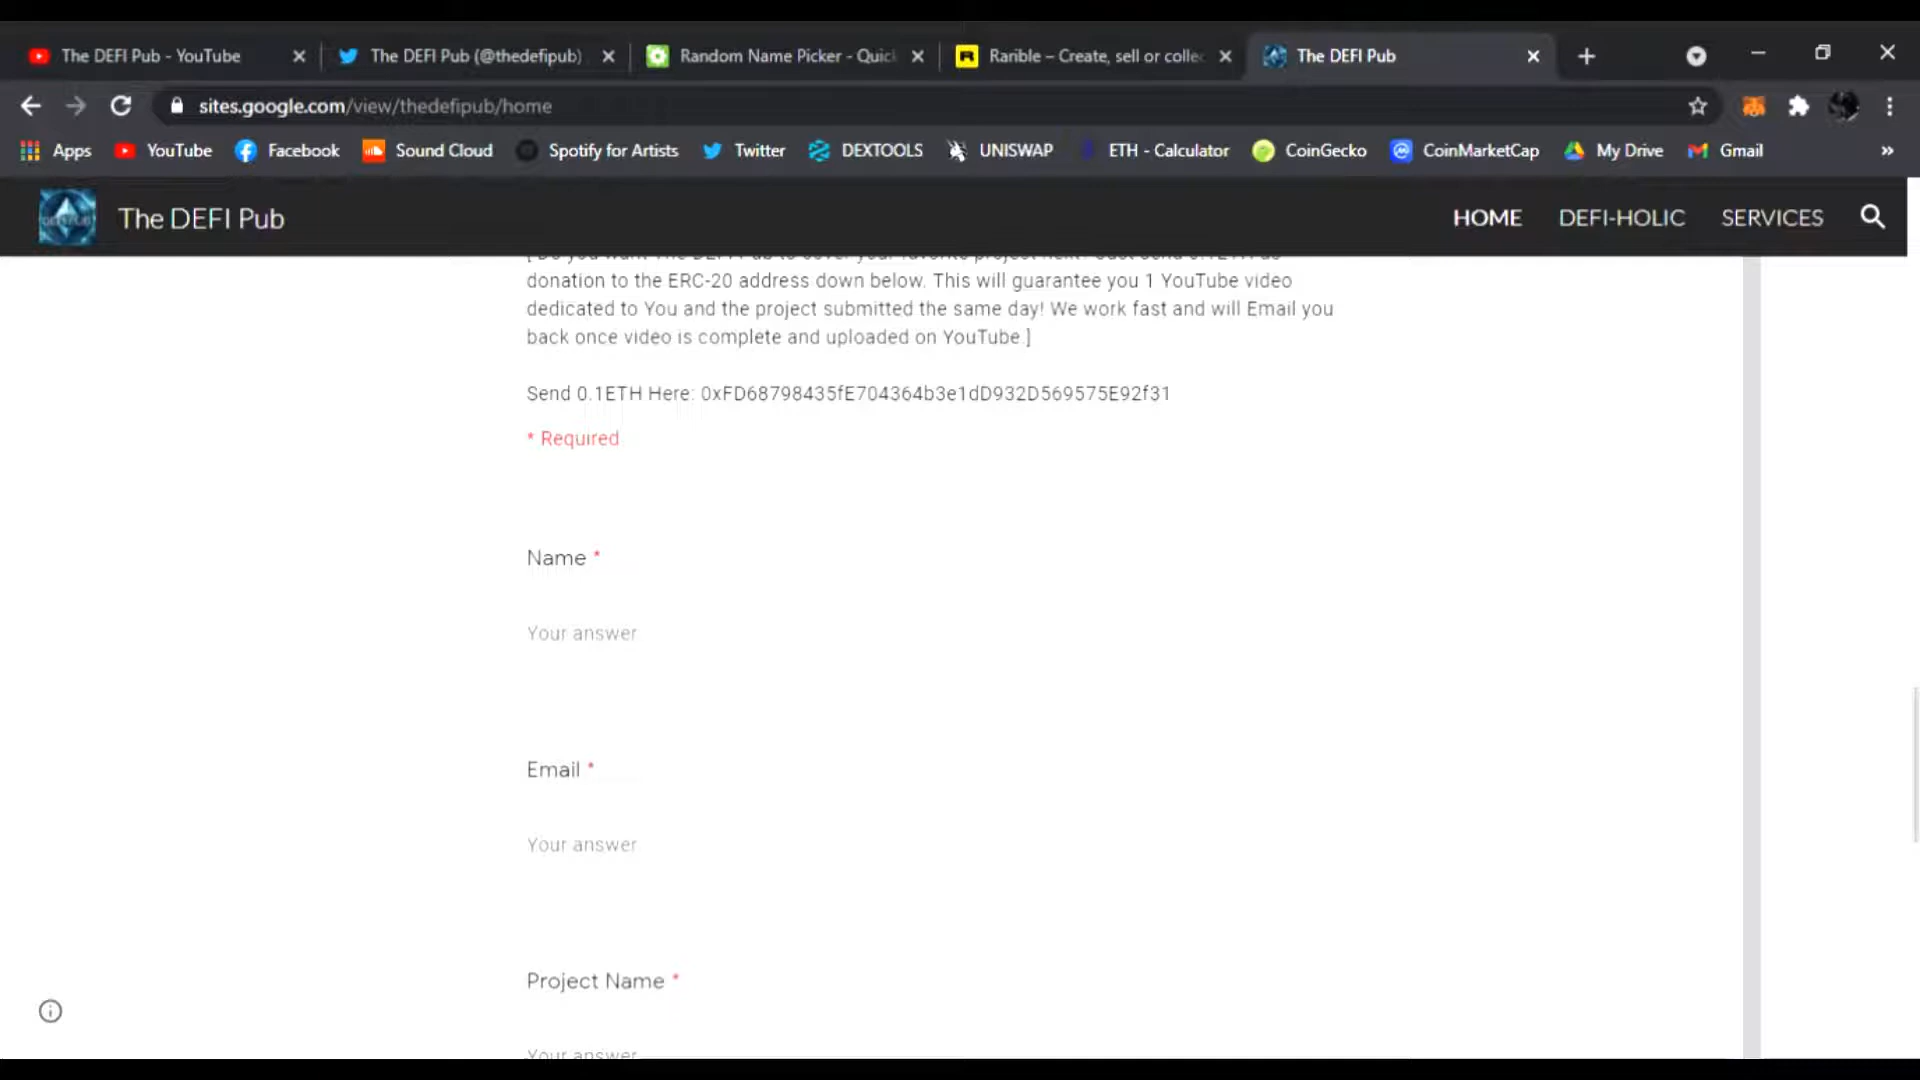 The DEFI Pub - YouTube
The DEFI Pub (@thedefipub)
Random Name Picker - Quic
Rarible – Create, sell or collec
The DEFI Pub
sites.google.com/view/thedefipub/home
Apps
YouTube
Facebook
Sound Cloud
Spotify for Artists
Twitter
DEXTOOLS
UNISWAP
ETH - Calculator
CoinGecko
CoinMarketCap
My Drive
Gmail
»
The DEFI Pub
HOME
DEFI-HOLIC
SERVICES
donation to the ERC-20 address down below. This will guarantee you 1 YouTube video
dedicated to You and the project submitted the same day! We work fast and will Email you
back once video is complete and uploaded on YouTube.]
Send 0.1ETH Here: 0xFD68798435fE704364b3e1dD932D569575E92f31
* Required
Name *
Your answer
Email *
Your answer
Project Name *
Your answer